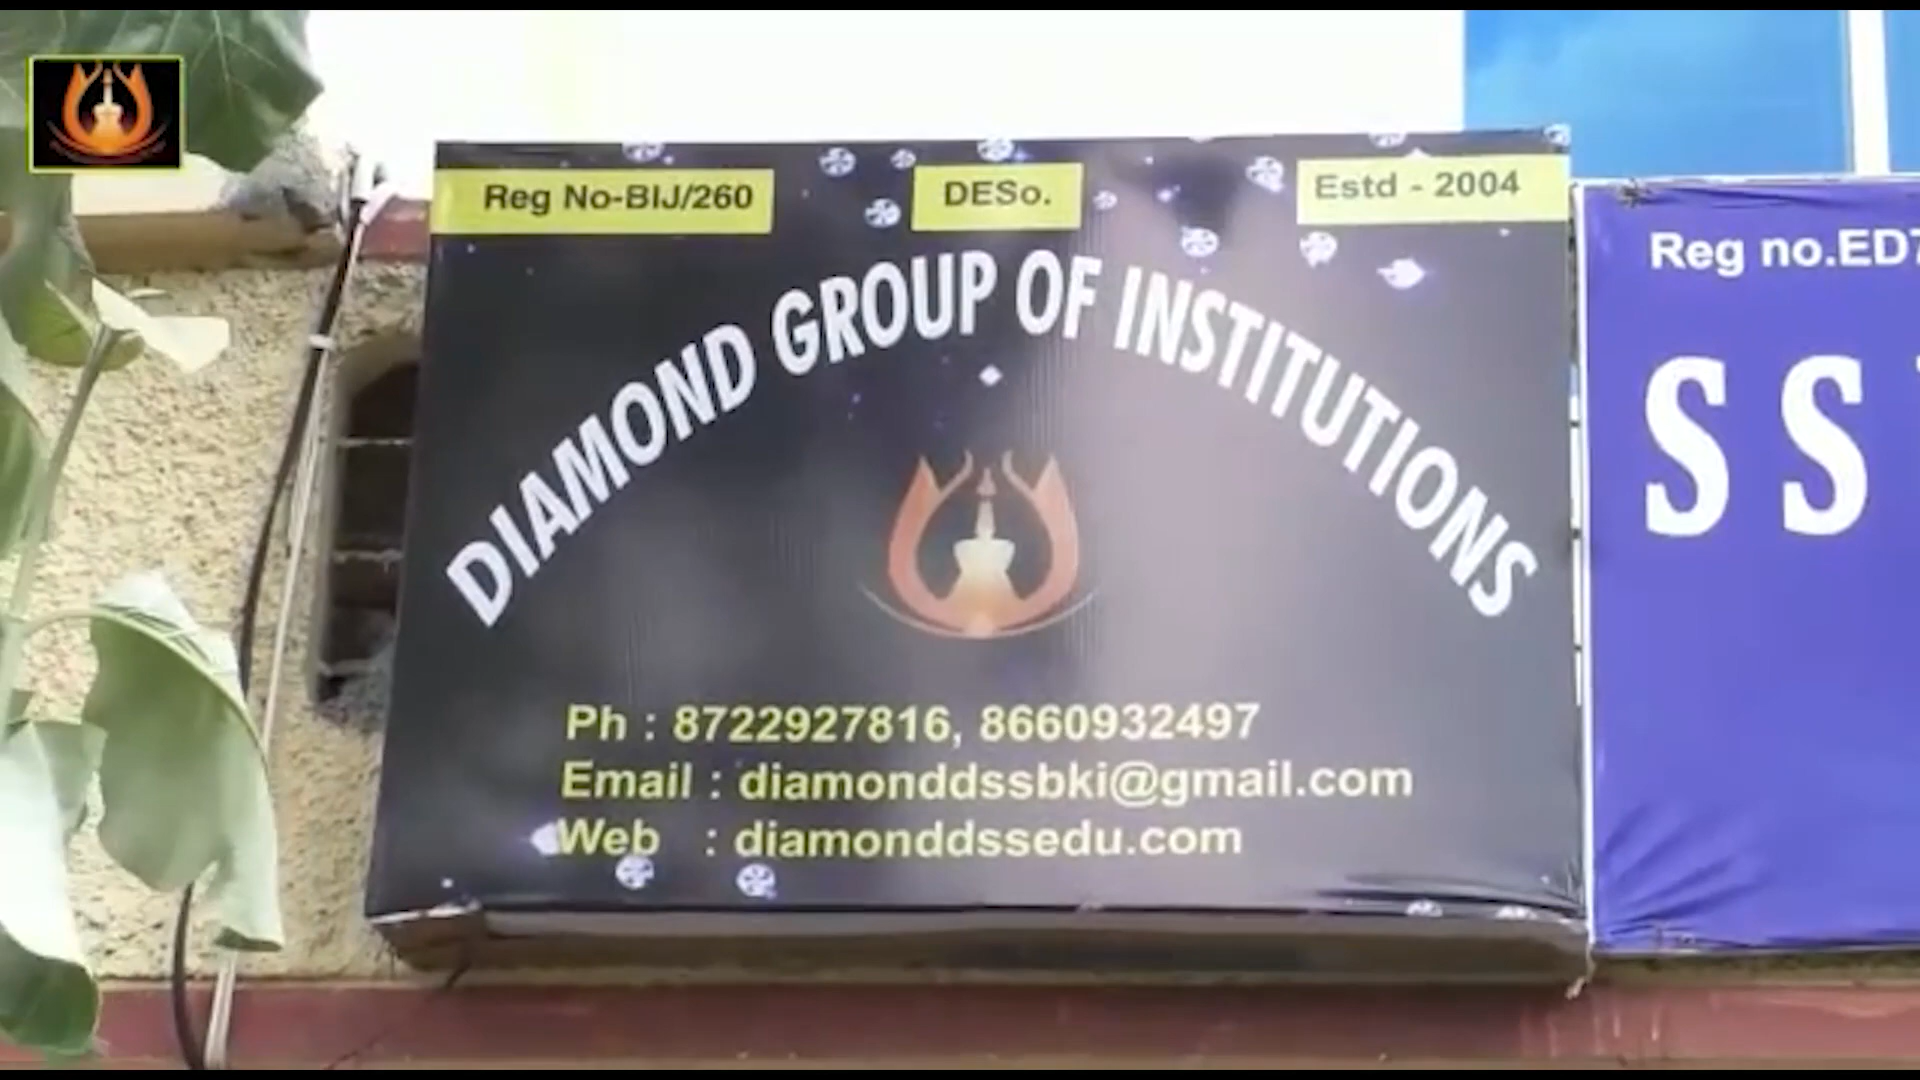 Reg No-BIJ/260 DESo. Estd - 2004
DIAMOND GROUP OF INSTITUTIONS
Ph : 8722927816, 8660932497
Email : diamonddssbki@gmail.com
Web : diamonddssedu.com
Reg no.ED7
S S